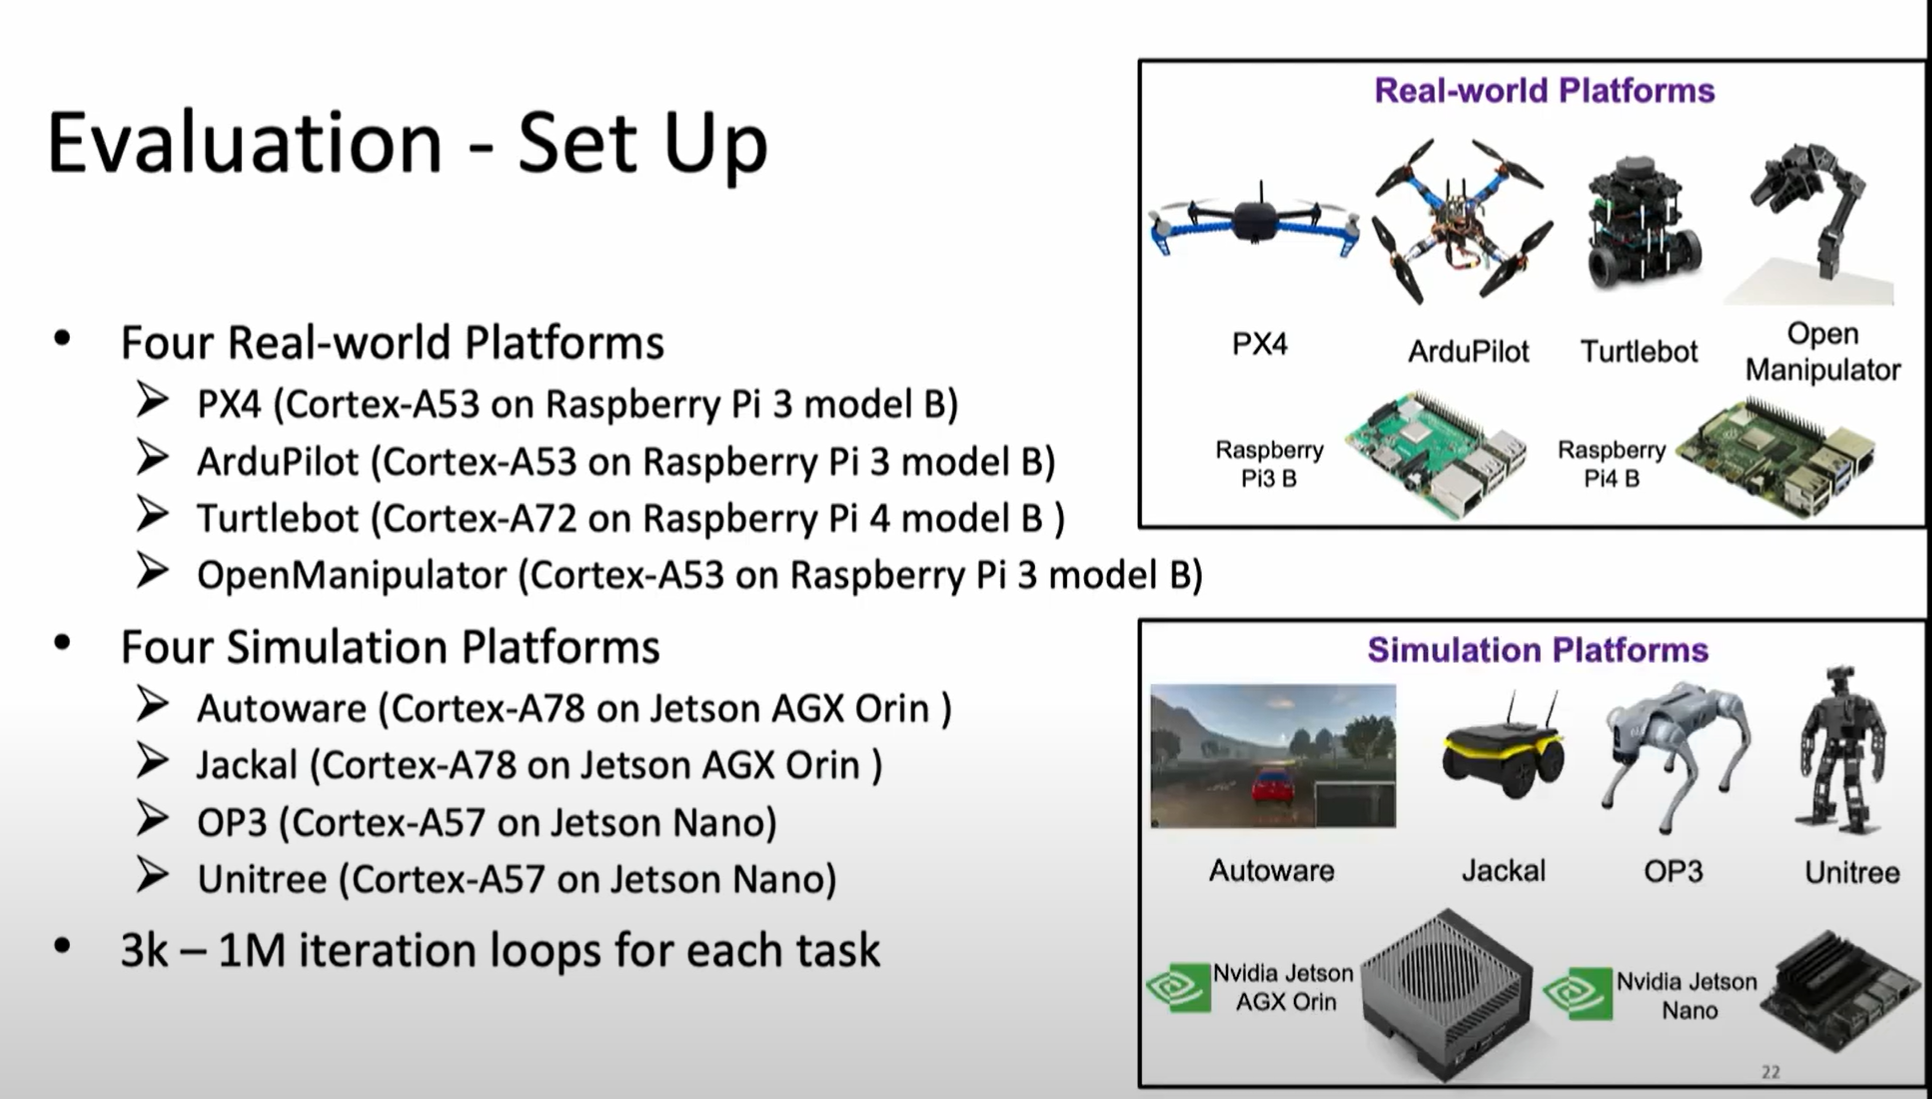 Evaluation - Set Up
• Four Real-world Platforms
➢ PX4 (Cortex-A53 on Raspberry Pi 3 model B)
➢ ArduPilot (Cortex-A53 on Raspberry Pi 3 model B)
➢ Turtlebot (Cortex-A72 on Raspberry Pi 4 model B )
➢ OpenManipulator (Cortex-A53 on Raspberry Pi 3 model B)
• Four Simulation Platforms
➢ Autoware (Cortex-A78 on Jetson AGX Orin )
➢ Jackal (Cortex-A78 on Jetson AGX Orin )
➢ OP3 (Cortex-A57 on Jetson Nano)
➢ Unitree (Cortex-A57 on Jetson Nano)
• 3k – 1M iteration loops for each task
Real-world Platforms
PX4
ArduPilot
Turtlebot
Open
Manipulator
Raspberry
Pi3 B
Raspberry
Pi4 B
Simulation Platforms
Autoware
Jackal
OP3
Unitree
Nvidia Jetson
AGX Orin
Nvidia Jetson
Nano
22